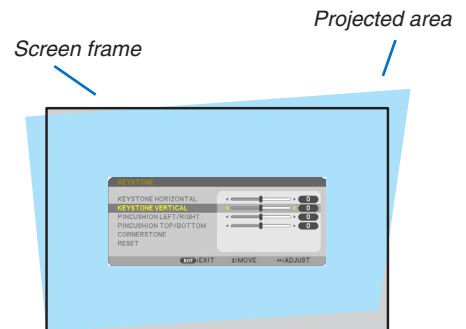 Projected area
Screen frame
KEYSTONE
KEYSTONE HORIZONTAL 0
KEYSTONE VERTICAL 0
PINCUSHION LEFT/RIGHT 0
PINCUSHION TOP/BOTTOM 0
CORNERSTONE
RESET
EXIT :EXIT ↕:MOVE ↔:ADJUST